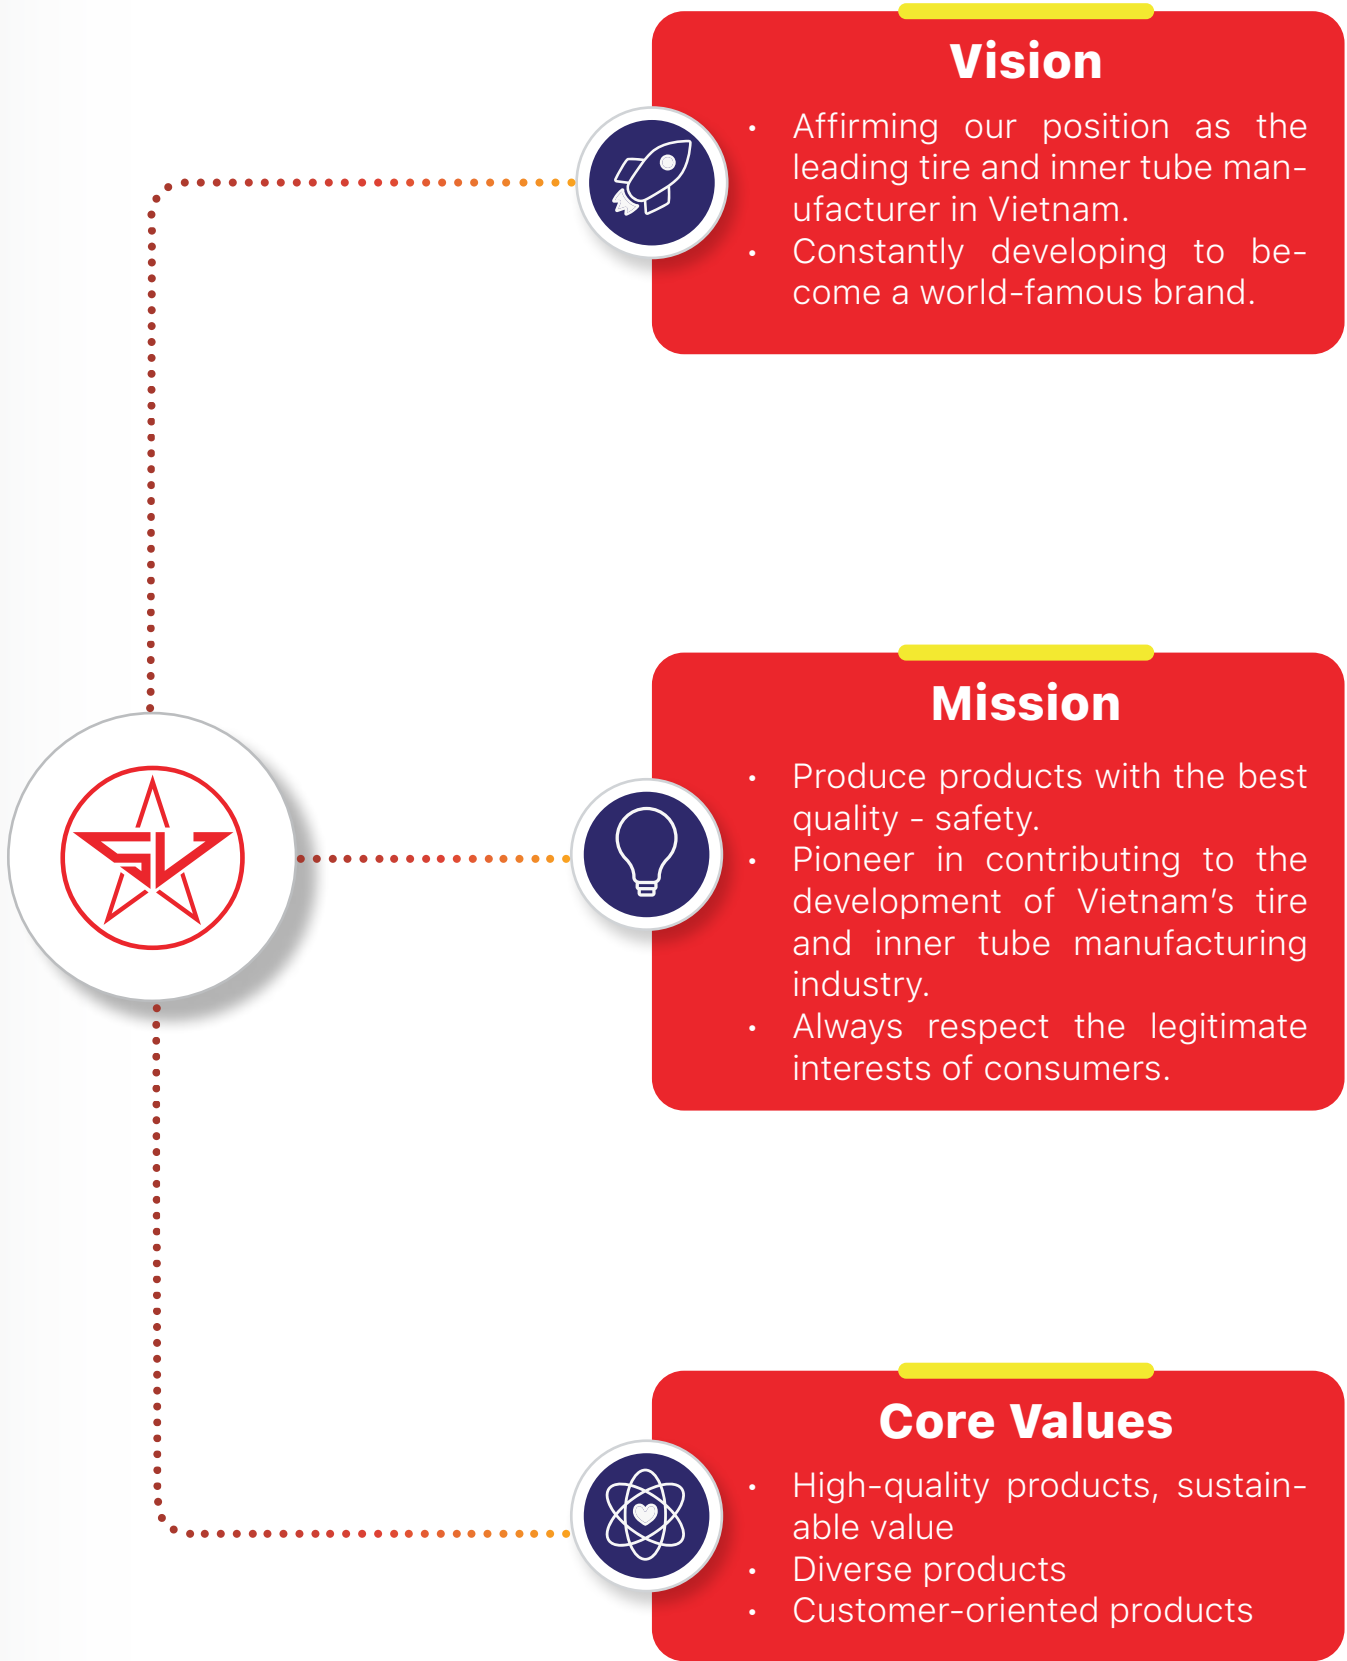 Vision
• Affirming our position as the
leading tire and inner tube man-
ufacturer in Vietnam.
• Constantly developing to be-
come a world-famous brand.
Mission
• Produce products with the best
quality - safety.
• Pioneer in contributing to the
development of Vietnam's tire
and inner tube manufacturing
industry.
• Always respect the legitimate
interests of consumers.
Core Values
• High-quality products, sustain-
able value
• Diverse products
• Customer-oriented products